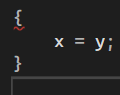 {
    x = y;
}